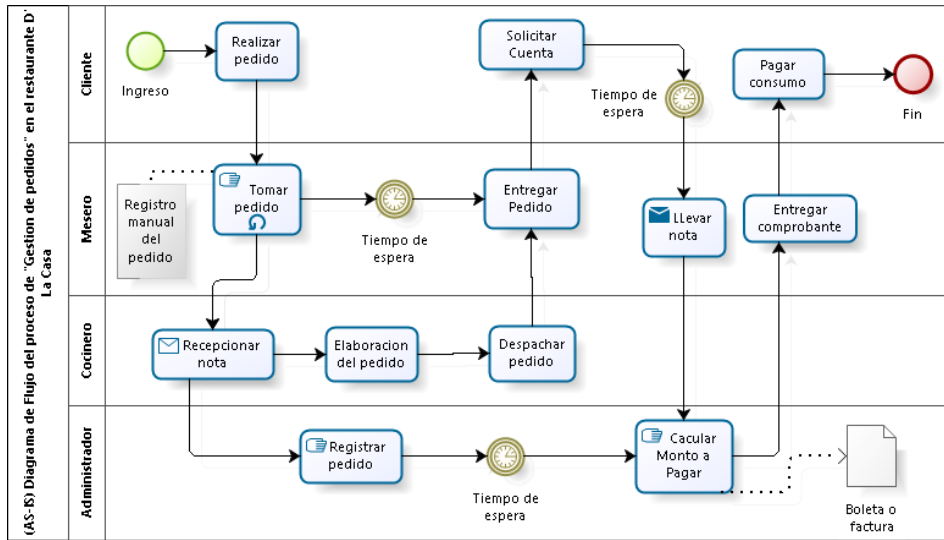 (AS-IS) Diagrama de Flujo del proceso de "Gestion de pedidos" en el restaurante D'
La Casa
Cliente
Ingreso
Realizar
pedido
Solicitar
Cuenta
Tiempo de
espera
Pagar
consumo
Fin
Mesero
Registro
manual
del
pedido
Tomar
pedido
Tiempo de
espera
Entregar
Pedido
LLevar
nota
Entregar
comprobante
Cocinero
Recepcionar
nota
Elaboracion
del pedido
Despachar
pedido
Administrador
Registrar
pedido
Tiempo de
espera
Cacular
Monto a
Pagar
Boleta o
factura